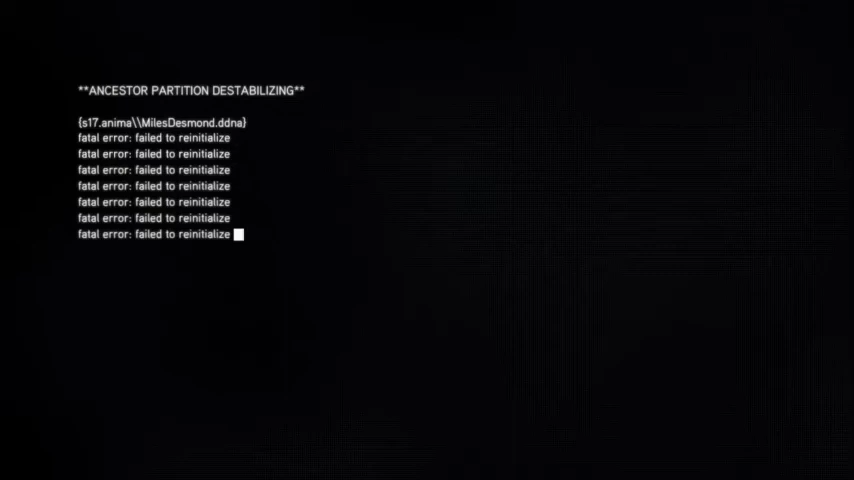 **ANCESTOR PARTITION DESTABILIZING**
{s17.anima\\MilesDesmond.ddna}
fatal error: failed to reinitialize
fatal error: failed to reinitialize
fatal error: failed to reinitialize
fatal error: failed to reinitialize
fatal error: failed to reinitialize
fatal error: failed to reinitialize
fatal error: failed to reinitialize